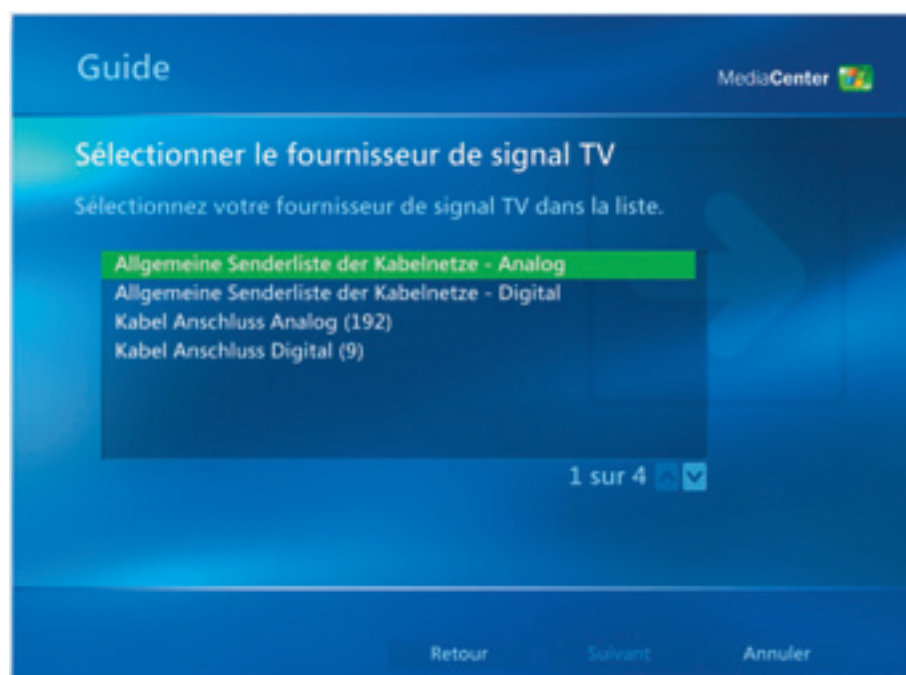 Guide
MediaCenter
Sélectionner le fournisseur de signal TV
Sélectionnez votre fournisseur de signal TV dans la liste.
Allgemeine Senderliste der Kabelnetze - Analog
Allgemeine Senderliste der Kabelnetze - Digital
Kabel Anschluss Analog (192)
Kabel Anschluss Digital (9)
1 sur 4
Retour Suivant Annuler